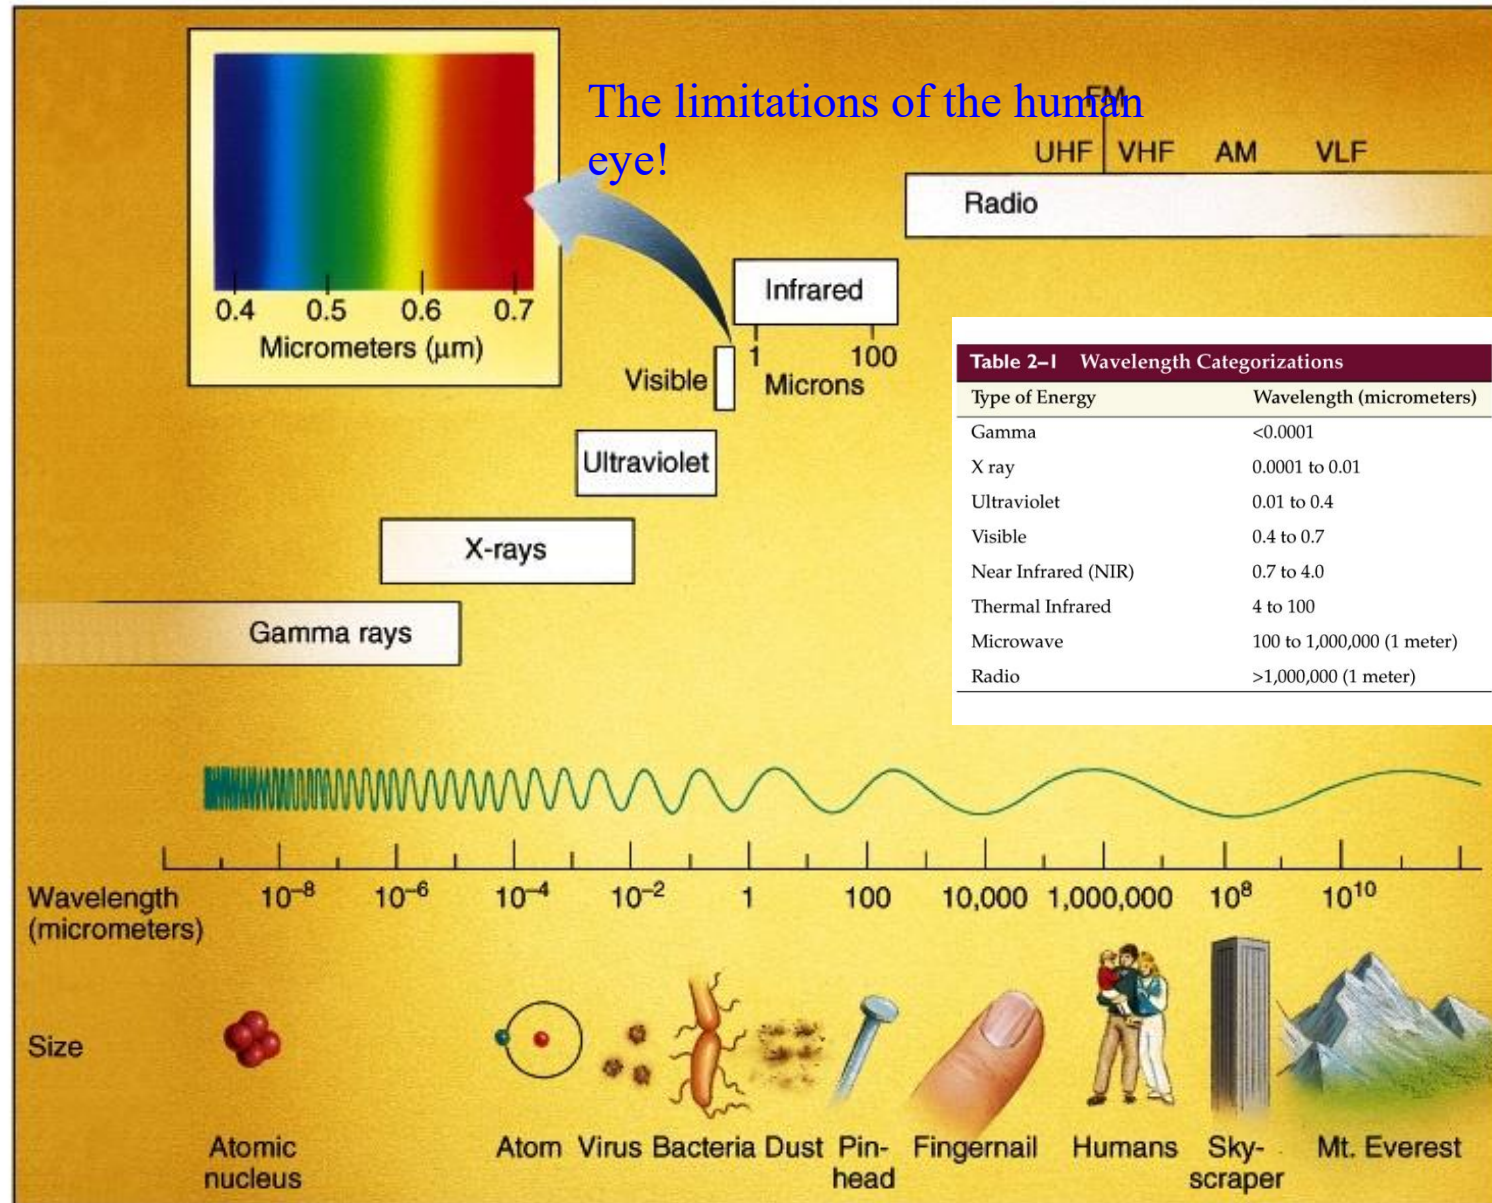 The limitations of the human
eye!
FM
UHF VHF AM VLF
Radio
Infrared
1 100
Microns
Visible
0.4 0.5 0.6 0.7
Micrometers (μm)
Ultraviolet
X-rays
Gamma rays
Table 2–1 Wavelength Categorizations
Type of Energy Wavelength (micrometers)
Gamma <0.0001
X ray 0.0001 to 0.01
Ultraviolet 0.01 to 0.4
Visible 0.4 to 0.7
Near Infrared (NIR) 0.7 to 4.0
Thermal Infrared 4 to 100
Microwave 100 to 1,000,000 (1 meter)
Radio >1,000,000 (1 meter)
Wavelength
(micrometers)
10⁻⁸ 10⁻⁶ 10⁻⁴ 10⁻² 1 100 10,000 1,000,000 10⁸ 10¹⁰
Size
Atomic
nucleus
Atom Virus Bacteria Dust Pin-
head
Fingernail Humans Sky-
scraper
Mt. Everest